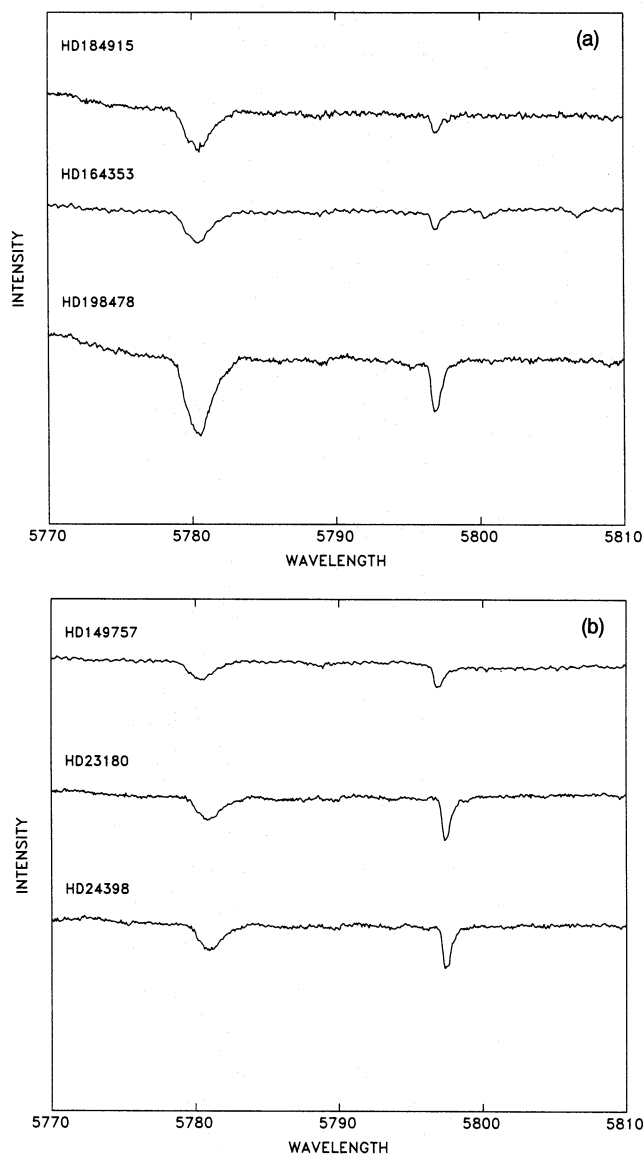 (a)
HD184915
HD164353
HD198478
INTENSITY
5770 5780 5790 5800 5810
WAVELENGTH
(b)
HD149757
HD23180
HD24398
INTENSITY
5770 5780 5790 5800 5810
WAVELENGTH